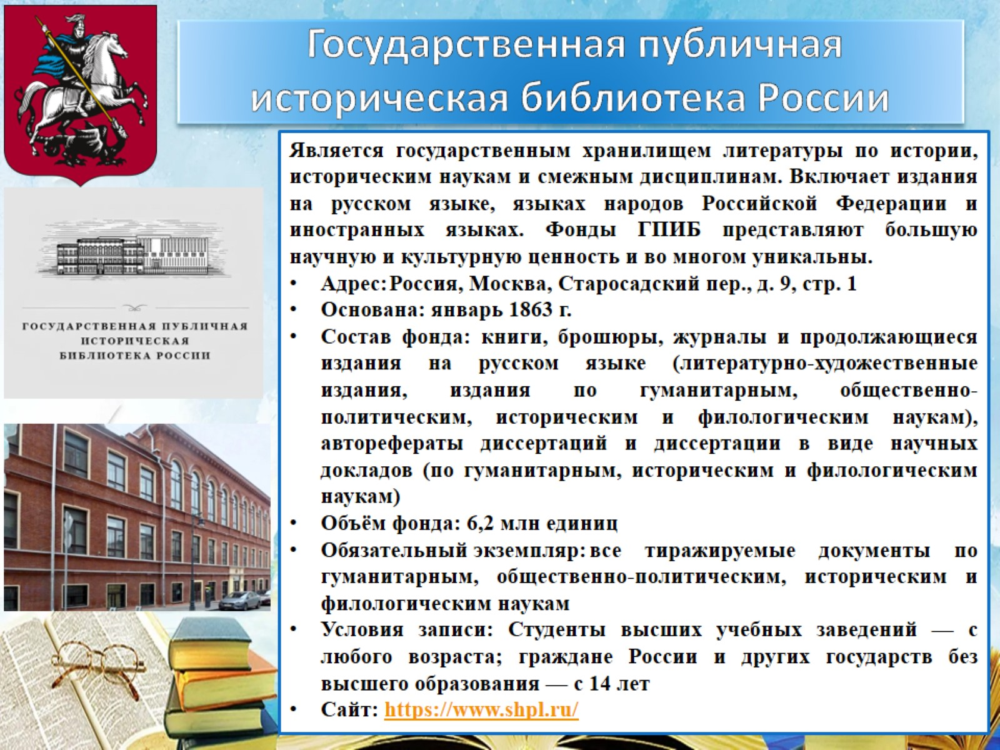 Государственная публичная
историческая библиотека России
Является государственным хранилищем литературы по истории,
историческим наукам и смежным дисциплинам. Включает издания
на русском языке, языках народов Российской Федерации и
иностранных языках. Фонды ГПИБ представляют большую
научную и культурную ценность и во многом уникальны.
• Адрес: Россия, Москва, Старосадский пер., д. 9, стр. 1
• Основана: январь 1863 г.
• Состав фонда: книги, брошюры, журналы и продолжающиеся
издания на русском языке (литературно-художественные
издания, издания по гуманитарным, общественно-
политическим, историческим и филологическим наукам),
авторефераты диссертаций и диссертации в виде научных
докладов (по гуманитарным, историческим и филологическим
наукам)
• Объём фонда: 6,2 млн единиц
• Обязательный экземпляр: все тиражируемые документы по
гуманитарным, общественно-политическим, историческим и
филологическим наукам
• Условия записи: Студенты высших учебных заведений — с
любого возраста; граждане России и других государств без
высшего образования — с 14 лет
• Сайт: https://www.shpl.ru/
ГОСУДАРСТВЕННАЯ ПУБЛИЧНАЯ
ИСТОРИЧЕСКАЯ
БИБЛИОТЕКА РОССИИ